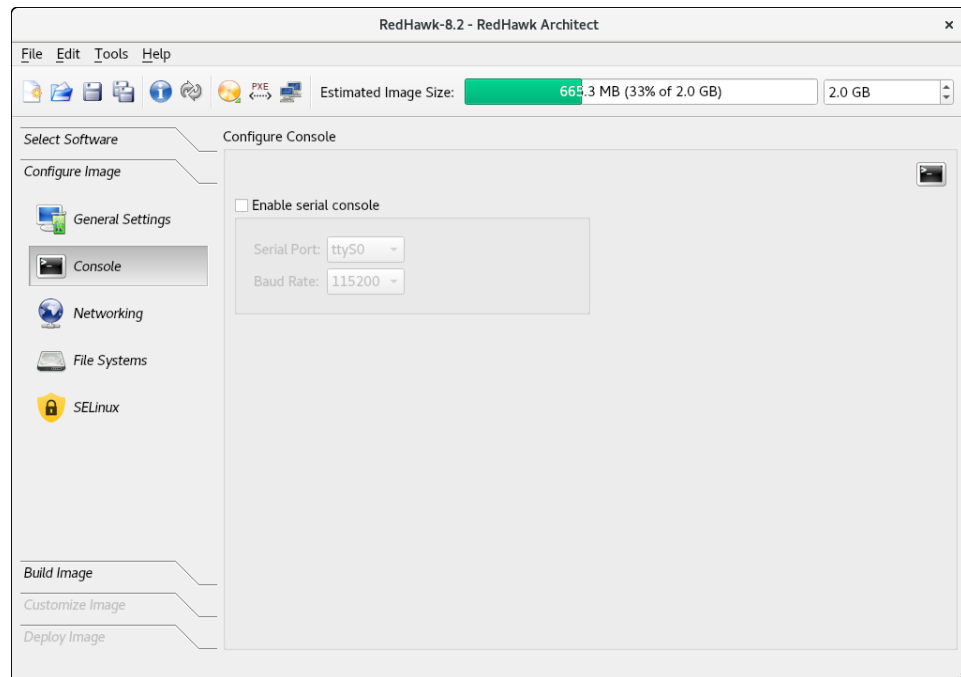 RedHawk-8.2 - RedHawk Architect
File Edit Tools Help
PXE Estimated Image Size: 665.3 MB (33% of 2.0 GB) 2.0 GB
Select Software
Configure Image
General Settings
Console
Networking
File Systems
SELinux
Build Image
Customize Image
Deploy Image
Configure Console
Enable serial console
Serial Port: ttyS0
Baud Rate: 115200